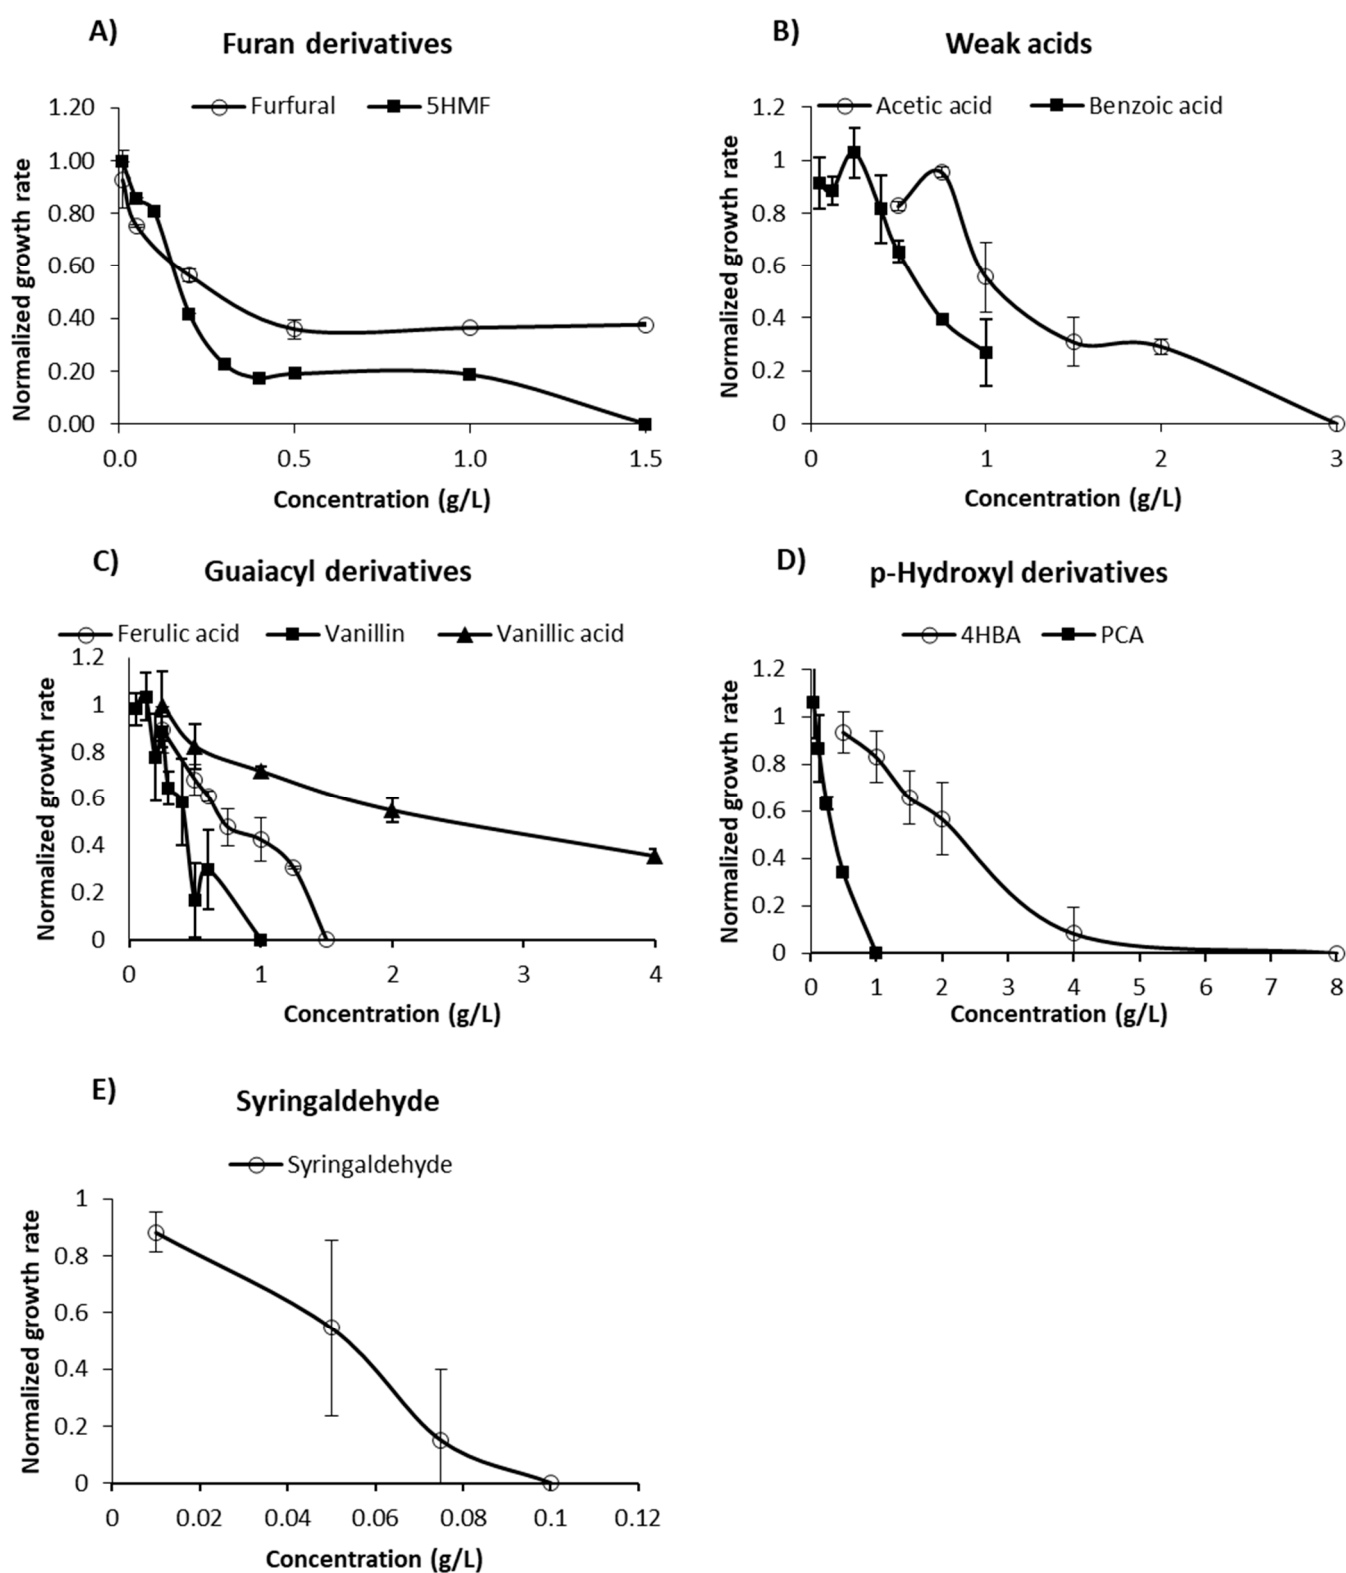 A)
Furan derivatives
Furfural 5HMF
1.20
1.00
0.80
0.60
0.40
0.20
0.00
Normalized growth rate
0.0 0.5 1.0 1.5
Concentration (g/L)
B)
Weak acids
Acetic acid Benzoic acid
1.2
1
0.8
0.6
0.4
0.2
0
Normalized growth rate
0 1 2 3
Concentration (g/L)
C)
Guaiacyl derivatives
Ferulic acid Vanillin Vanillic acid
1.2
1
0.8
0.6
0.4
0.2
0
Normalized growth rate
0 1 2 3 4
Concentration (g/L)
D)
p-Hydroxyl derivatives
4HBA PCA
1.2
1
0.8
0.6
0.4
0.2
0
Normalized growth rate
0 1 2 3 4 5 6 7 8
Concentration (g/L)
E)
Syringaldehyde
Syringaldehyde
1
0.8
0.6
0.4
0.2
0
Normalized growth rate
0 0.02 0.04 0.06 0.08 0.1 0.12
Concentration (g/L)